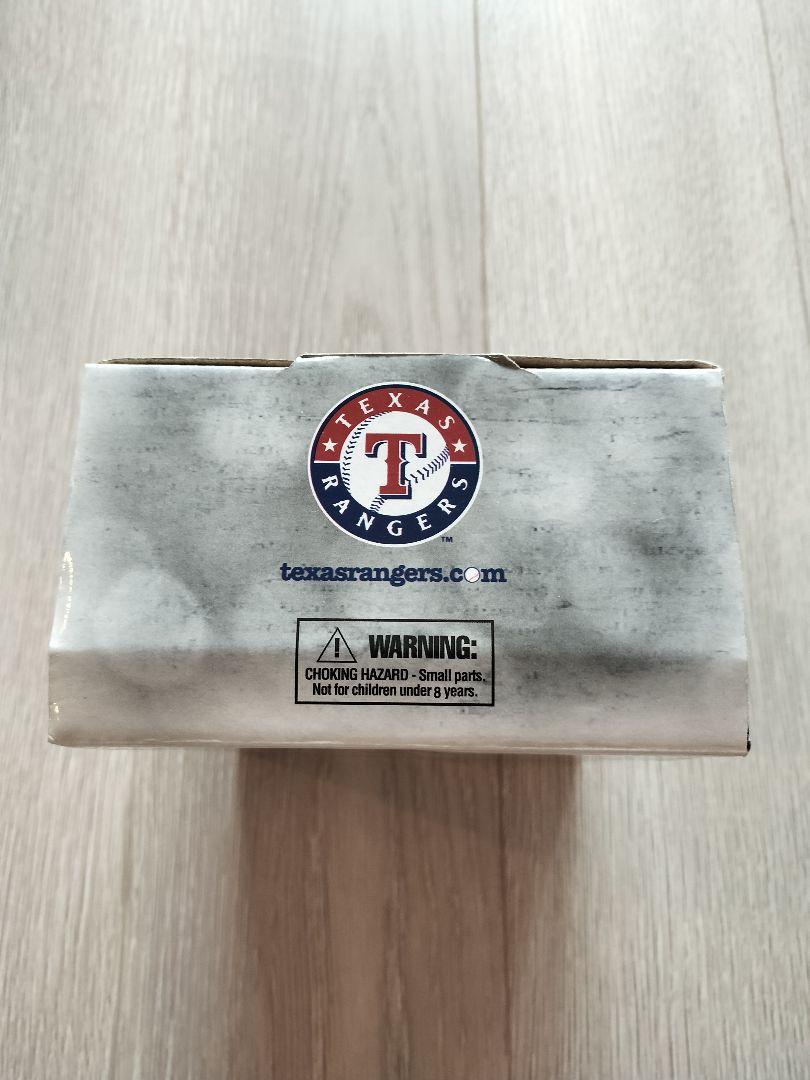 TEXAS
T
RANGERS
TM
texasrangers.com
! WARNING:
CHOKING HAZARD - Small parts.
Not for children under 8 years.